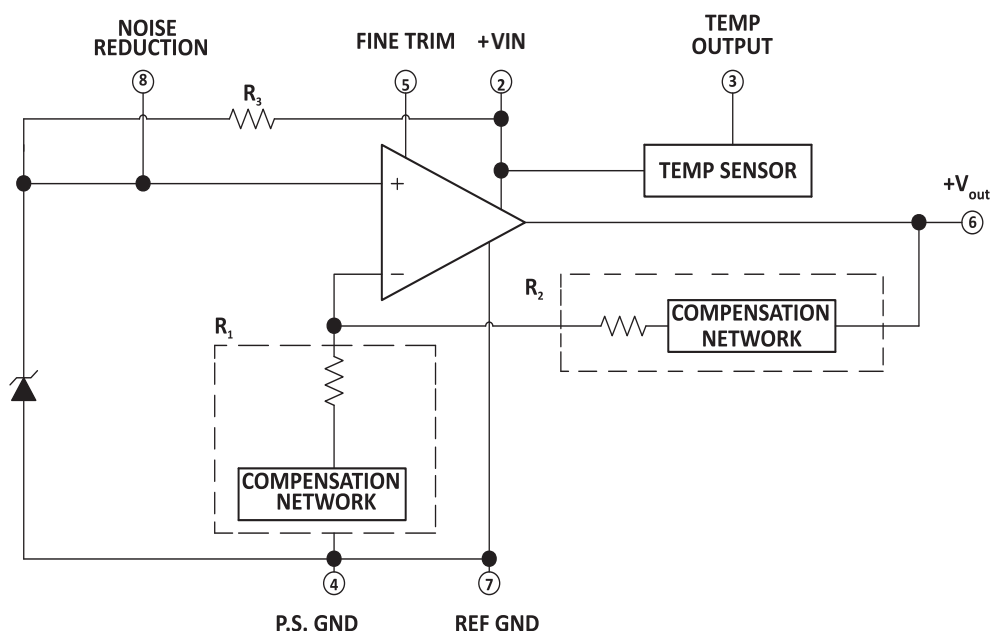 NOISE
REDUCTION
FINE TRIM
+VIN
TEMP
OUTPUT
8
5
2
3
R₃
TEMP SENSOR
+
+Vout
6
−
R₂
COMPENSATION
NETWORK
R₁
COMPENSATION
NETWORK
4
7
P.S. GND
REF GND